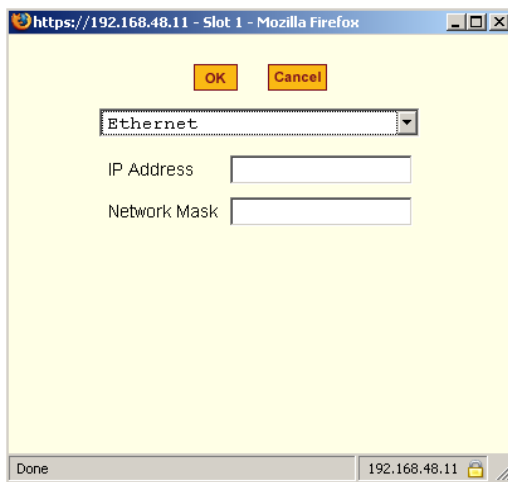 https://192.168.48.11 - Slot 1 - Mozilla Firefox
OK Cancel
Ethernet
IP Address
Network Mask
Done 192.168.48.11